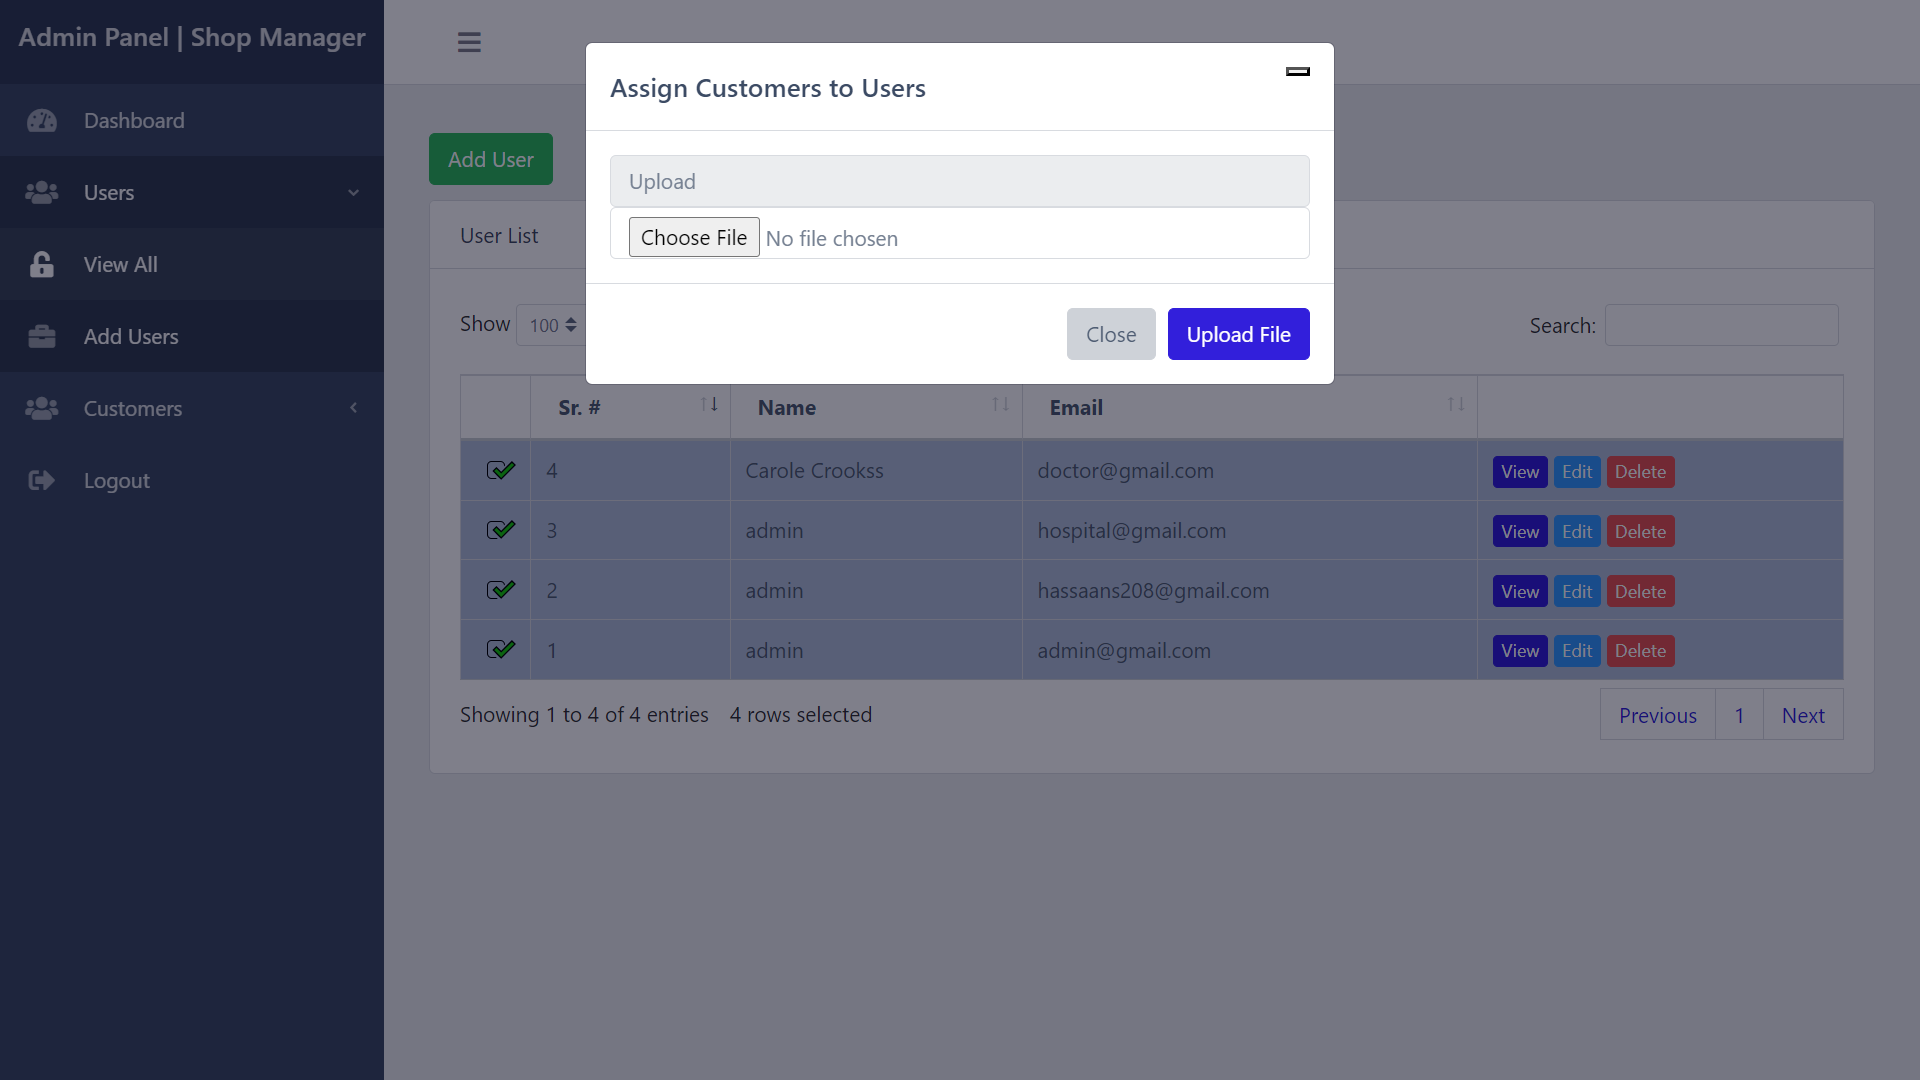 Admin Panel | Shop Manager
Dashboard
Users
View All
Add Users
Customers
Logout
Assign Customers to Users
Upload
Choose File No file chosen
Close Upload File
Add User
User List
Show 100
Search:
Sr. # Name Email
4 Carole Crookss doctor@gmail.com View Edit Delete
3 admin hospital@gmail.com View Edit Delete
2 admin hassaans208@gmail.com View Edit Delete
1 admin admin@gmail.com View Edit Delete
Showing 1 to 4 of 4 entries 4 rows selected
Previous 1 Next